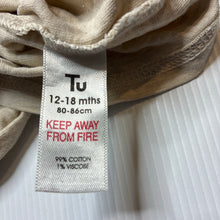 Tu
12-18 mths
80-86cm
KEEP AWAY
FROM FIRE
99% COTTON
1% VISCOSE